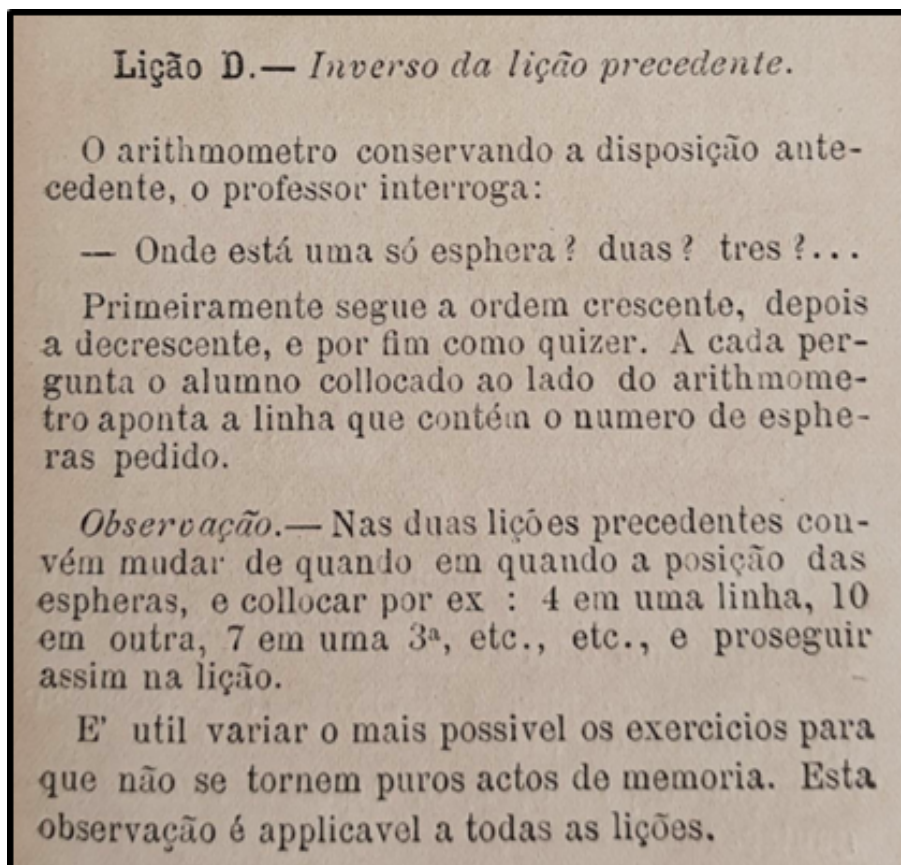 Lição D.— Inverso da lição precedente.
O arithmometro conservando a disposição ante-
cedente, o professor interroga:
— Onde está uma só esphera? duas? tres?...
Primeiramente segue a ordem crescente, depois
a decrescente, e por fim como quizer. A cada per-
gunta o alumno collocado ao lado do arithmome-
tro aponta a linha que contém o numero de esphe-
ras pedido.
Observação.— Nas duas lições precedentes con-
vém mudar de quando em quando a posição das
espheras, e collocar por ex : 4 em uma linha, 10
em outra, 7 em uma 3ª, etc., etc., e proseguir
assim na lição.
E' util variar o mais possivel os exercicios para
que não se tornem puros actos de memoria. Esta
observação é applicavel a todas as lições.